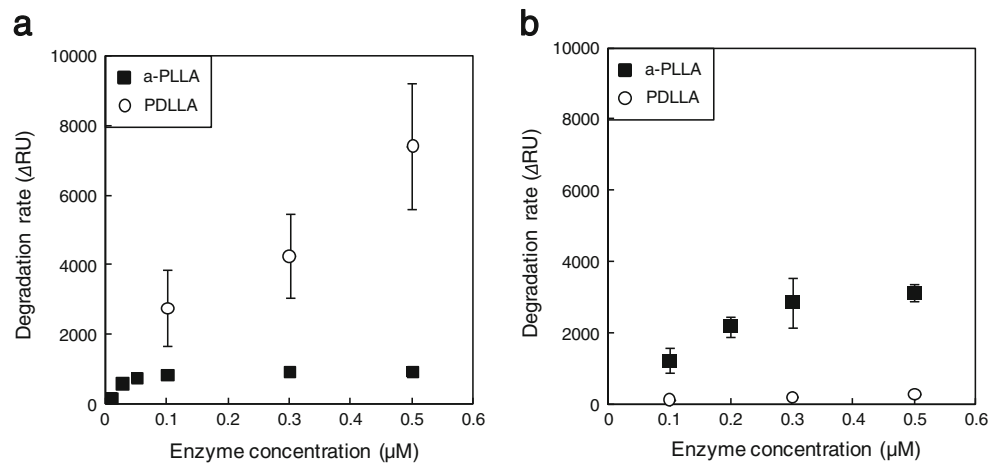 a
10000
8000
6000
4000
2000
0
a-PLLA
PDLLA
Degradation rate (ΔRU)
0 0.1 0.2 0.3 0.4 0.5 0.6
Enzyme concentration (μM)
b
10000
8000
6000
4000
2000
0
a-PLLA
PDLLA
Degradation rate (ΔRU)
0 0.1 0.2 0.3 0.4 0.5 0.6
Enzyme concentration (μM)